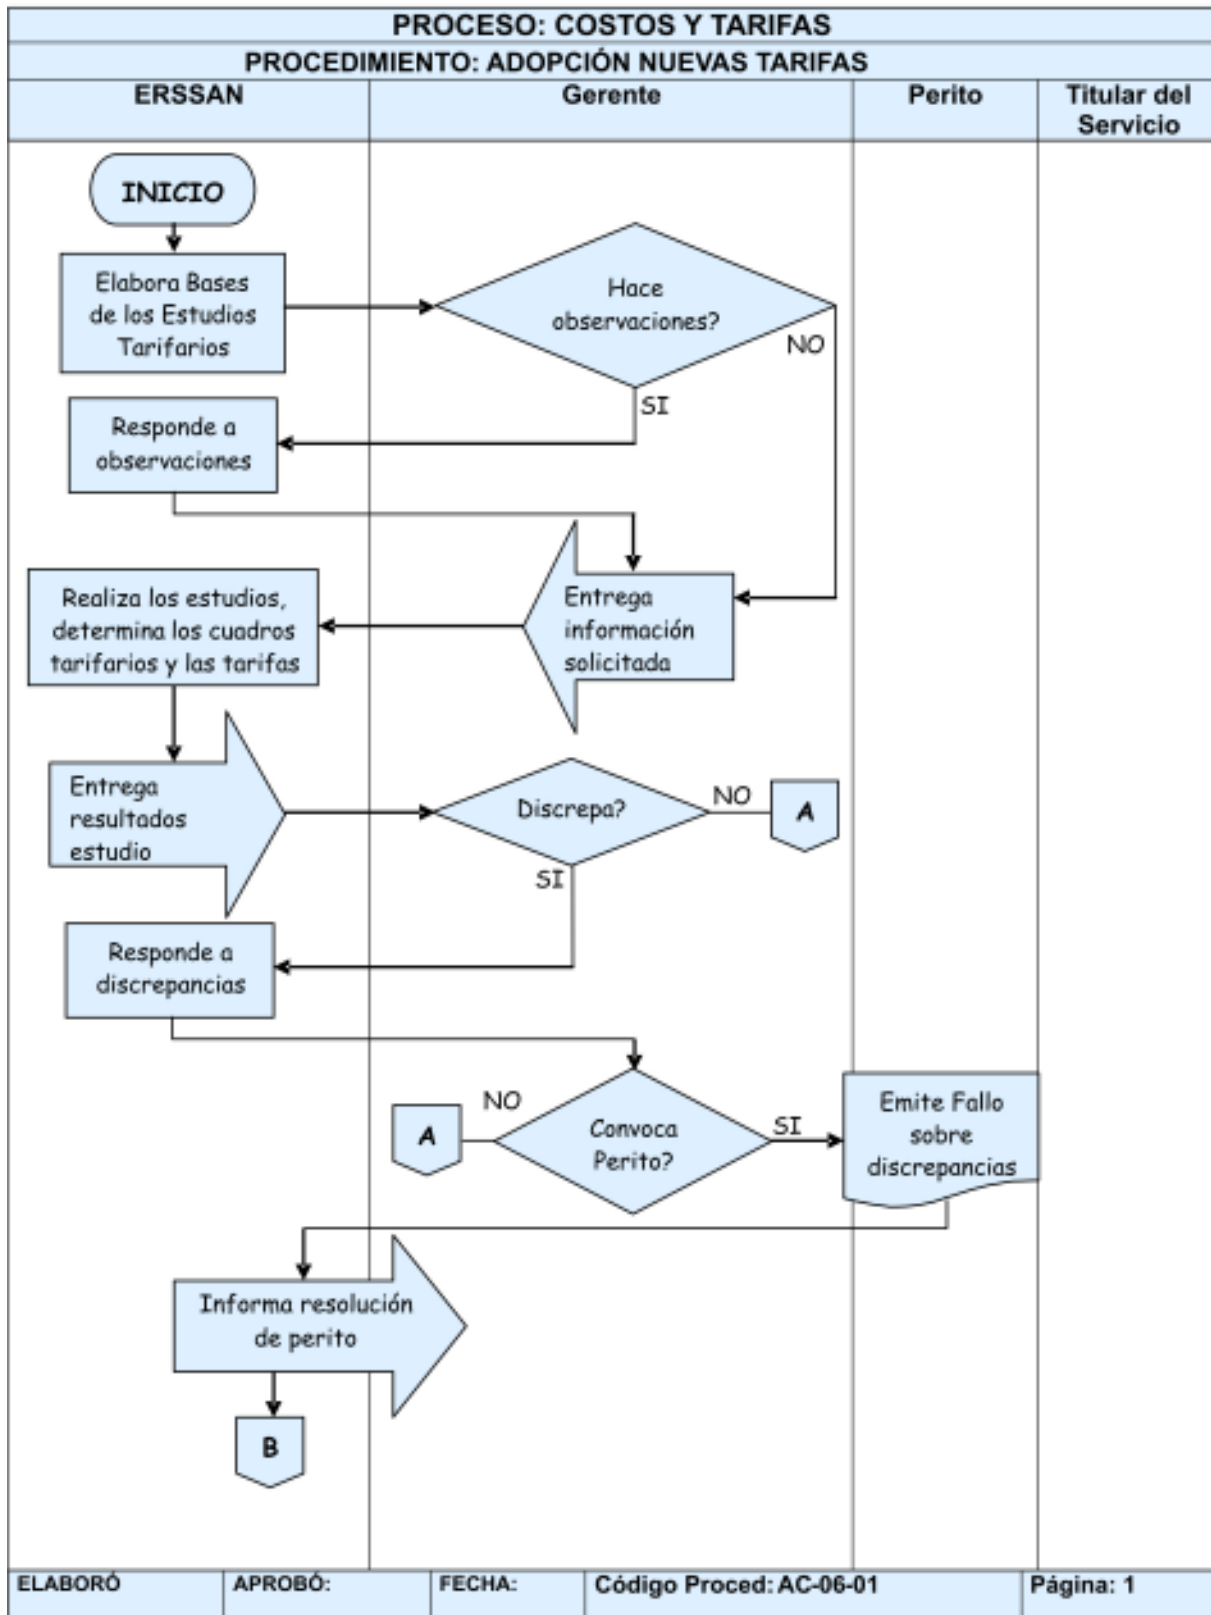 PROCESO: COSTOS Y TARIFAS
PROCEDIMIENTO: ADOPCIÓN NUEVAS TARIFAS
ERSSAN
Gerente
Perito
Titular del
Servicio
INICIO
Elabora Bases
de los Estudios
Tarifarios
Hace
observaciones?
NO
SI
Responde a
observaciones
Entrega
información
solicitada
Realiza los estudios,
determina los cuadros
tarifarios y las tarifas
Entrega
resultados
estudio
Discrepa?
NO
A
SI
Responde a
discrepancias
A
NO
Convoca
Perito?
SI
Emite Fallo
sobre
discrepancias
Informa resolución
de perito
B
ELABORÓ
APROBÓ:
FECHA:
Código Proced: AC-06-01
Página: 1